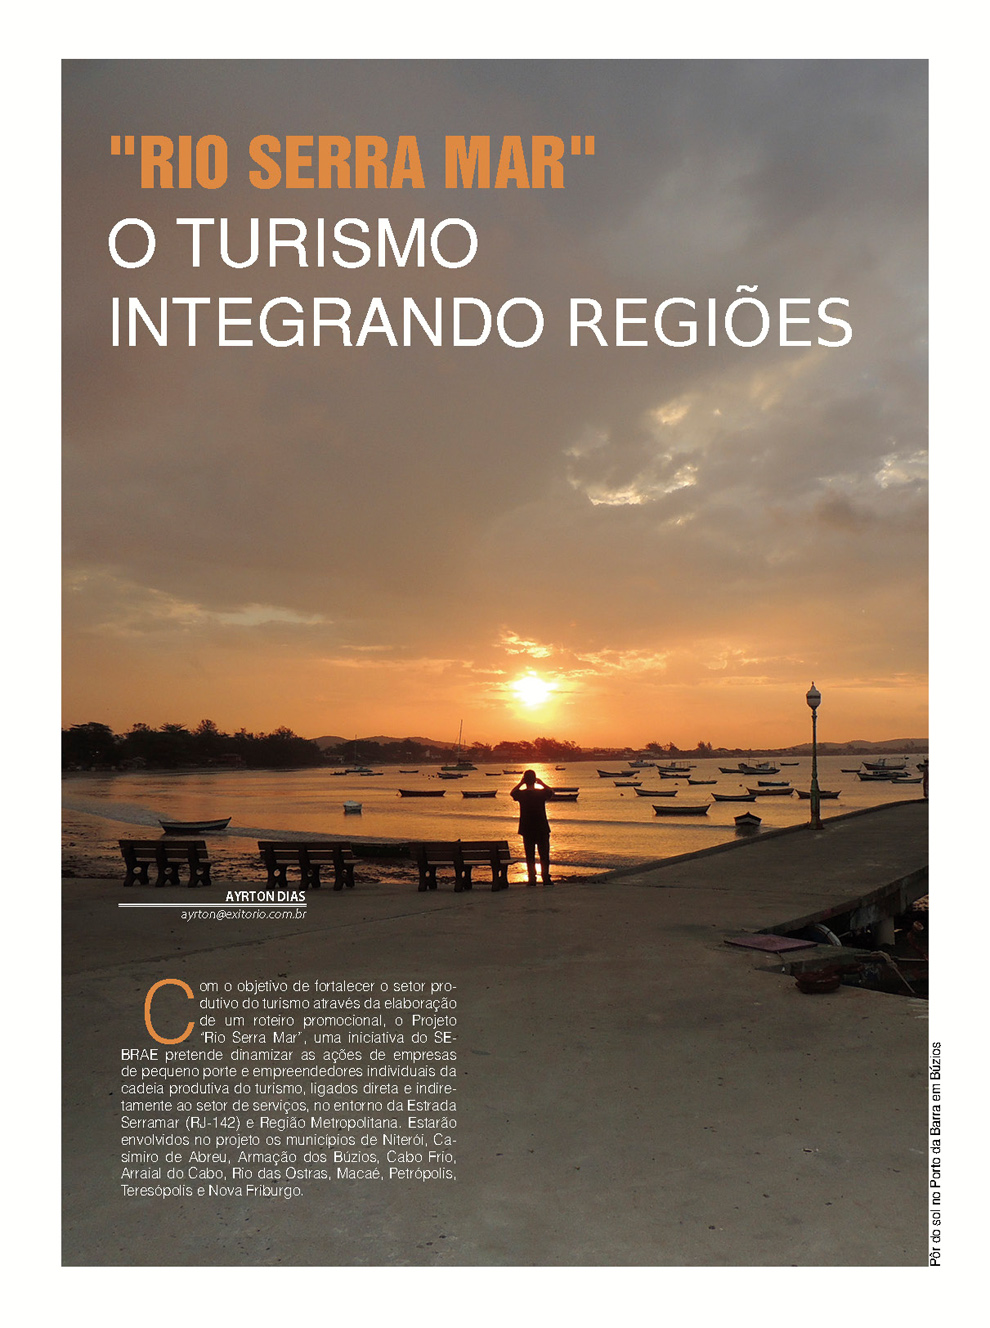 "RIO SERRA MAR"
O TURISMO
INTEGRANDO REGIÕES
AYRTON DIAS
ayrton@exitorio.com.br
Com o objetivo de fortalecer o setor pro-
dutivo do turismo através da elaboração
de um roteiro promocional, o Projeto
"Rio Serra Mar", uma iniciativa do SE-
BRAE pretende dinamizar as ações de empresas
de pequeno porte e empreendedores individuais da
cadeia produtiva do turismo, ligados direta e indire-
tamente ao setor de serviços, no entorno da Estrada
Serramar (RJ-142) e Região Metropolitana. Estarão
envolvidos no projeto os municípios de Niterói, Ca-
simiro de Abreu, Armação dos Búzios, Cabo Frio,
Arraial do Cabo, Rio das Ostras, Macaé, Petrópolis,
Teresópolis e Nova Friburgo.
Pôr do sol no Porto da Barra em Búzios